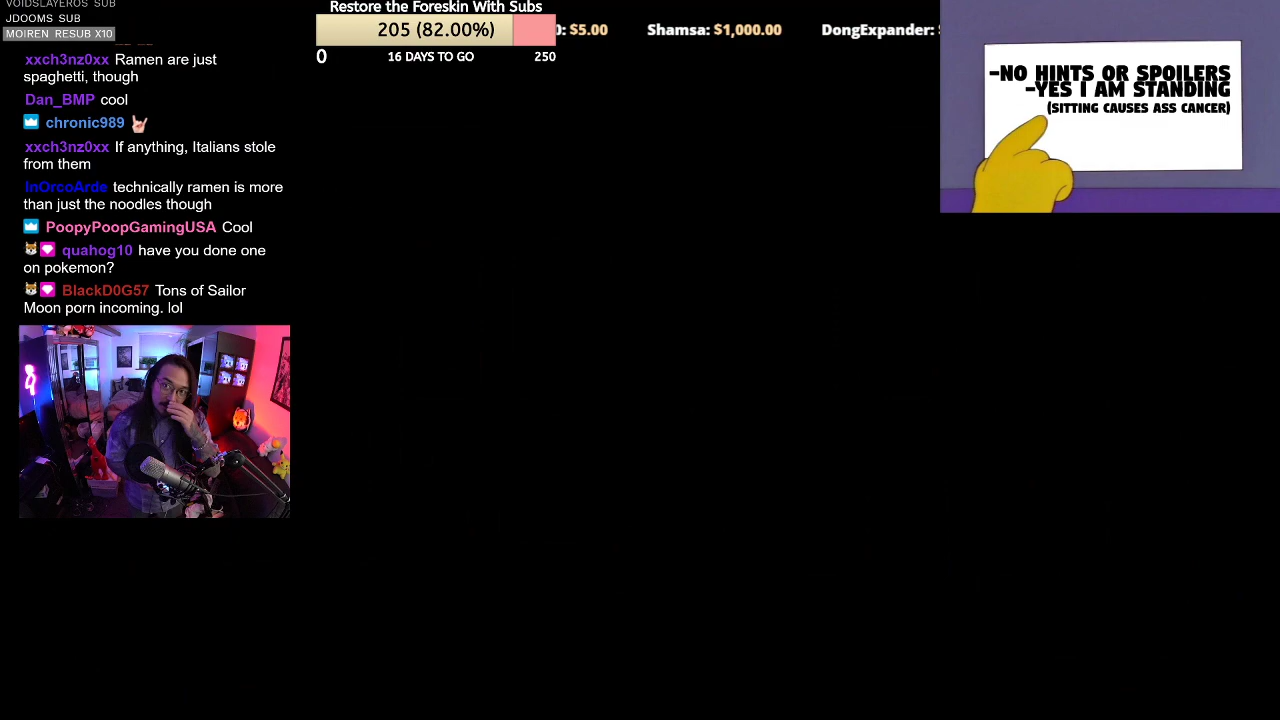 VOIDSLAYEROS SUB
JDOOMS SUB
MOIREN RESUB X10
xxch3nz0xx Ramen are just
spaghetti, though
Dan_BMP cool
chronic989
xxch3nz0xx If anything, Italians stole
from them
InOrcoArde technically ramen is more
than just the noodles though
PoopyPoopGamingUSA Cool
quahog10 have you done one
on pokemon?
BlackD0G57 Tons of Sailor
Moon porn incoming. lol
Restore the Foreskin With Subs
205 (82.00%)
0 16 DAYS TO GO 250
: $5.00 Shamsa: $1,000.00 DongExpander:
-NO HINTS OR SPOILERS
-YES I AM STANDING
(SITTING CAUSES ASS CANCER)